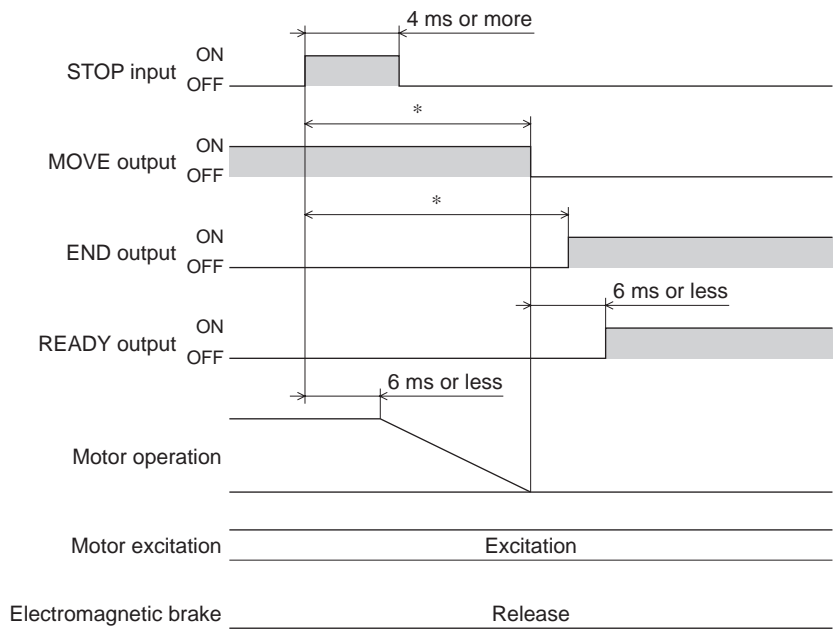 4 ms or more
ON
STOP input
OFF
*
ON
MOVE output
OFF
*
ON
END output
OFF
6 ms or less
ON
READY output
OFF
6 ms or less
Motor operation
Motor excitation Excitation
Electromagnetic brake Release